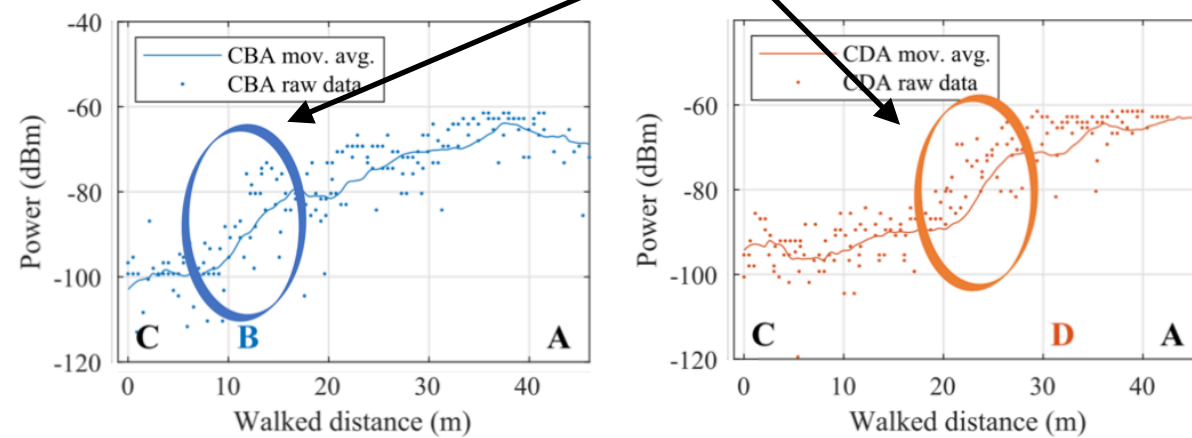 -40
-60
-80
-100
-120
Power (dBm)
CBA mov. avg.
CBA raw data
C
B
A
0
10
20
30
40
Walked distance (m)
-60
-80
-100
-120
Power (dBm)
CDA mov. avg.
CDA raw data
C
D
A
0
10
20
30
40
Walked distance (m)